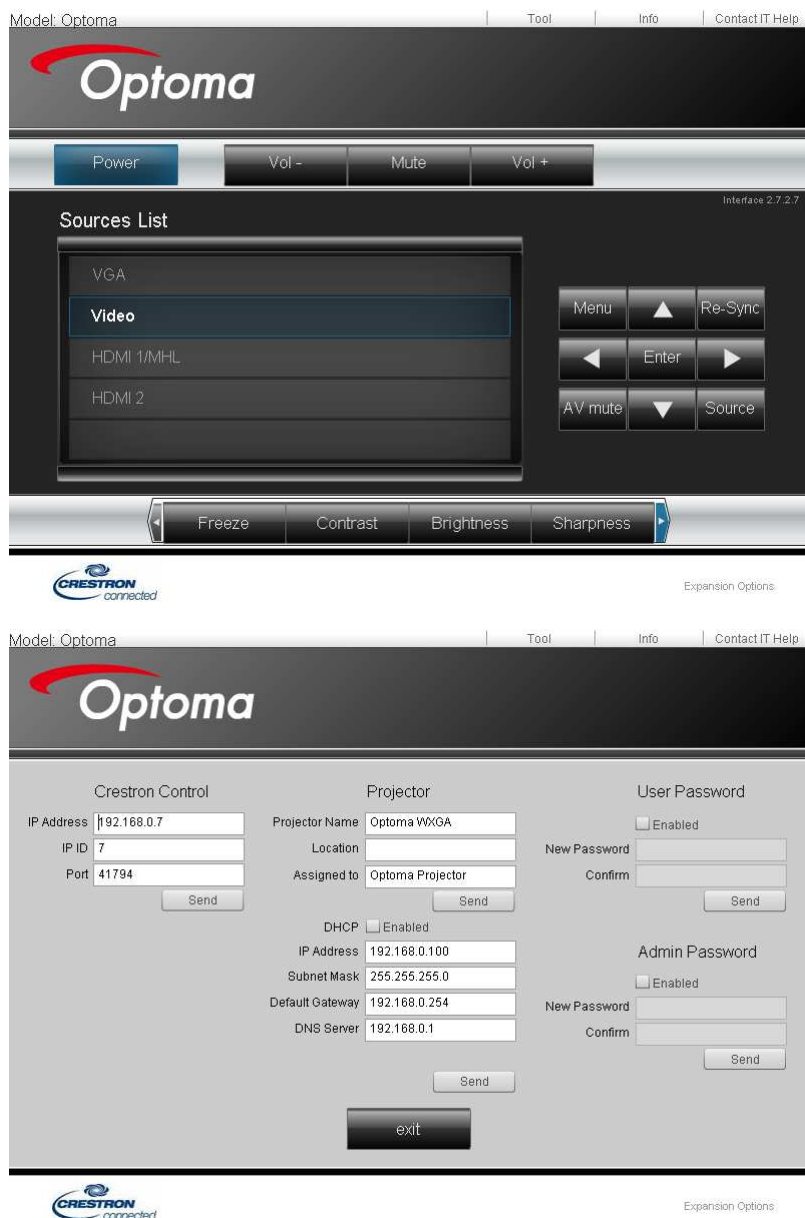 Model: Optoma Tool Info Contact IT Help
Optoma
Power Vol - Mute Vol +
Interface 2.7.2.7
Sources List
VGA
Video
HDMI 1/MHL
HDMI 2
Menu Re-Sync
Enter
AV mute Source
Freeze Contrast Brightness Sharpness
CRESTRON
connected
Expansion Options
Model: Optoma Tool Info Contact IT Help
Optoma
Crestron Control
IP Address 192.168.0.7
IP ID 7
Port 41794
Send
Projector
Projector Name Optoma WXGA
Location
Assigned to Optoma Projector
Send
DHCP Enabled
IP Address 192.168.0.100
Subnet Mask 255.255.255.0
Default Gateway 192.168.0.254
DNS Server 192.168.0.1
Send
User Password
Enabled
New Password
Confirm
Send
Admin Password
Enabled
New Password
Confirm
Send
exit
CRESTRON
connected
Expansion Options